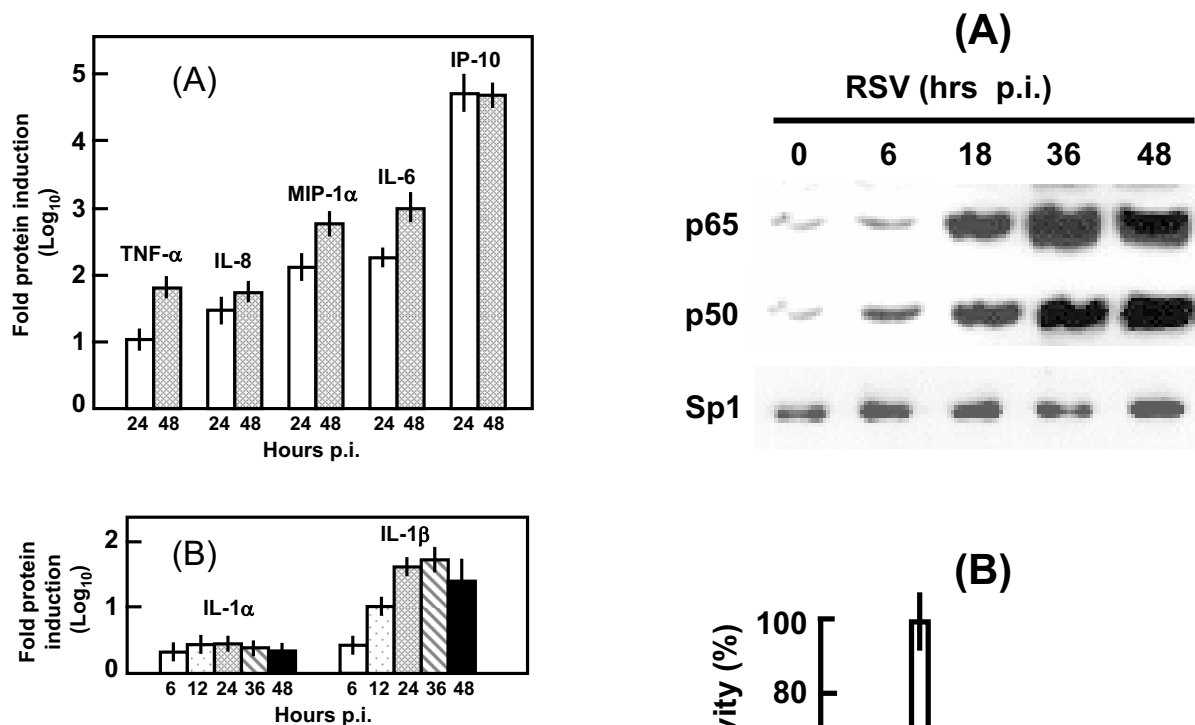 (A)
Fold protein induction
(Log₁₀)
5
4
3
2
1
0
TNF-α
IL-8
MIP-1α
IL-6
IP-10
24 48 24 48 24 48 24 48 24 48
Hours p.i.
(B)
Fold protein
induction
(Log₁₀)
2
1
0
IL-1α
IL-1β
6 12 24 36 48 6 12 24 36 48
Hours p.i.
(A)
RSV (hrs p.i.)
0 6 18 36 48
p65
p50
Sp1
(B)
100
80
vity (%)